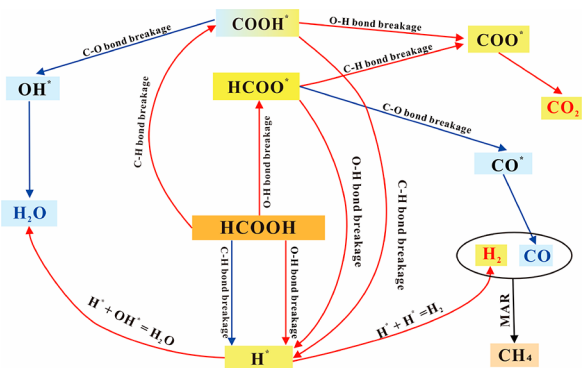 COOH*
O-H bond breakage
COO*
C-O bond breakage
C-H bond breakage
OH*
HCOO*
CO₂
C-O bond breakage
C-H bond breakage
O-H bond breakage
O-H bond breakage
C-H bond breakage
CO*
H₂O
HCOOH
C-H bond breakage
O-H bond breakage
H₂
CO
H*+OH*=H₂O
H*+H*=H₂
MAR
H*
CH₄